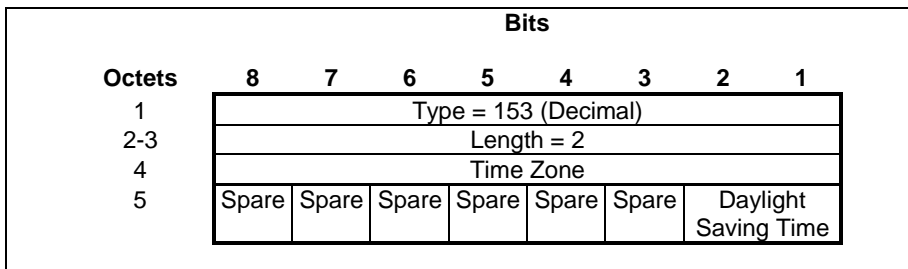 Bits
Octets 8 7 6 5 4 3 2 1
1 Type = 153 (Decimal)
2-3 Length = 2
4 Time Zone
5 Spare Spare Spare Spare Spare Spare Daylight
Saving Time